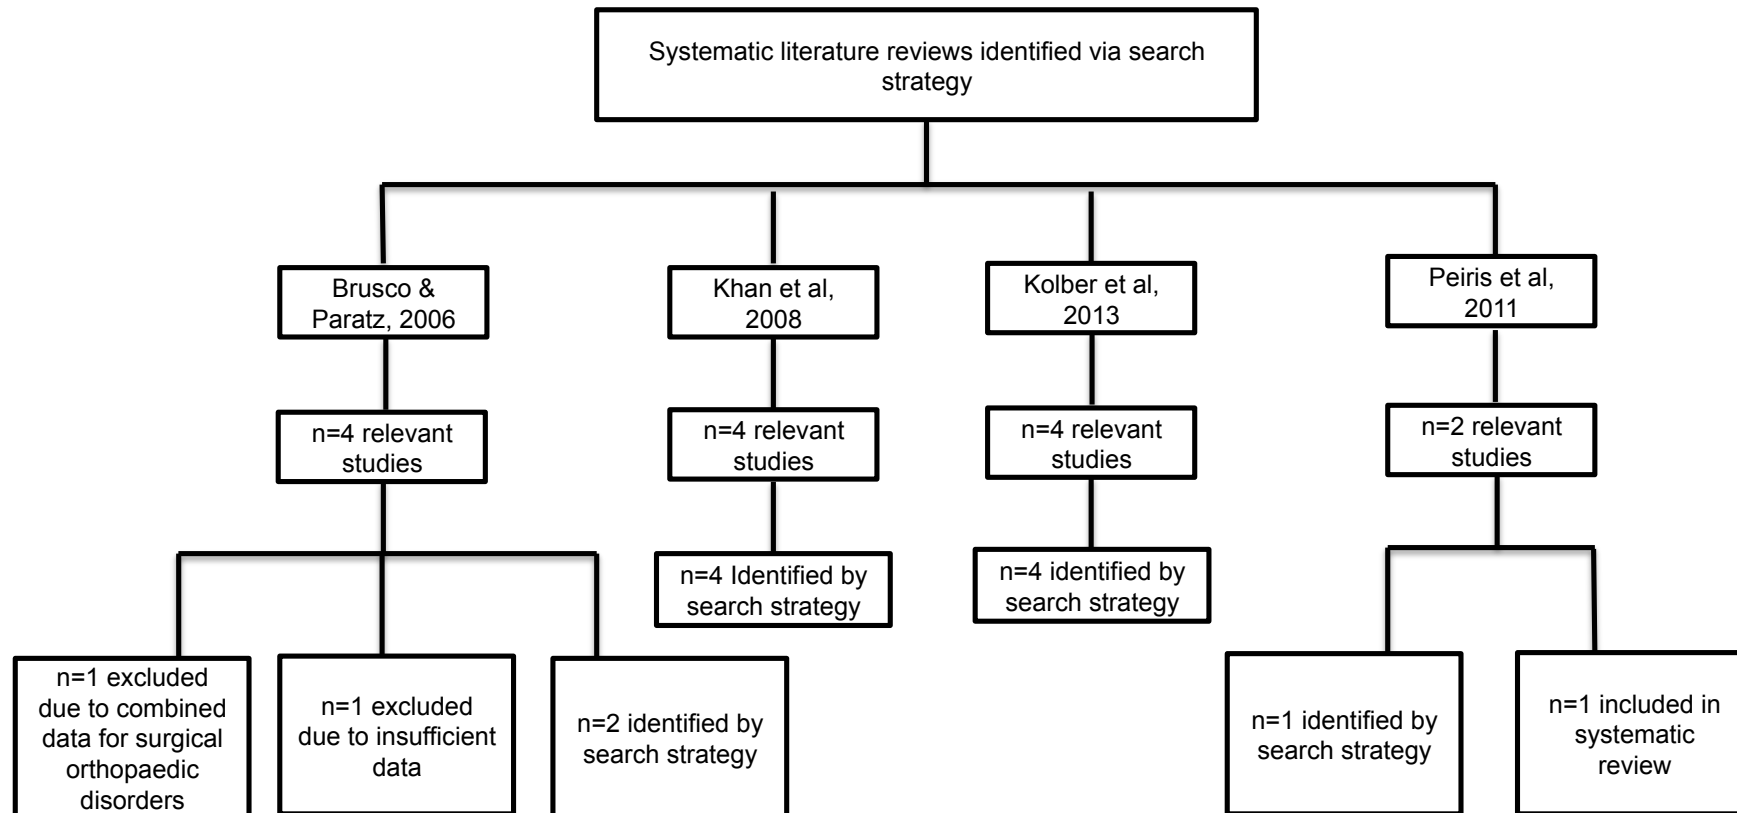 Systematic literature reviews identified via search
strategy
Brusco &
Paratz, 2006
Khan et al,
2008
Kolber et al,
2013
Peiris et al,
2011
n=4 relevant
studies
n=4 relevant
studies
n=4 relevant
studies
n=2 relevant
studies
n=4 Identified by
search strategy
n=4 identified by
search strategy
n=1 excluded
due to combined
data for surgical
orthopaedic
disorders
n=1 excluded
due to insufficient
data
n=2 identified by
search strategy
n=1 identified by
search strategy
n=1 included in
systematic
review